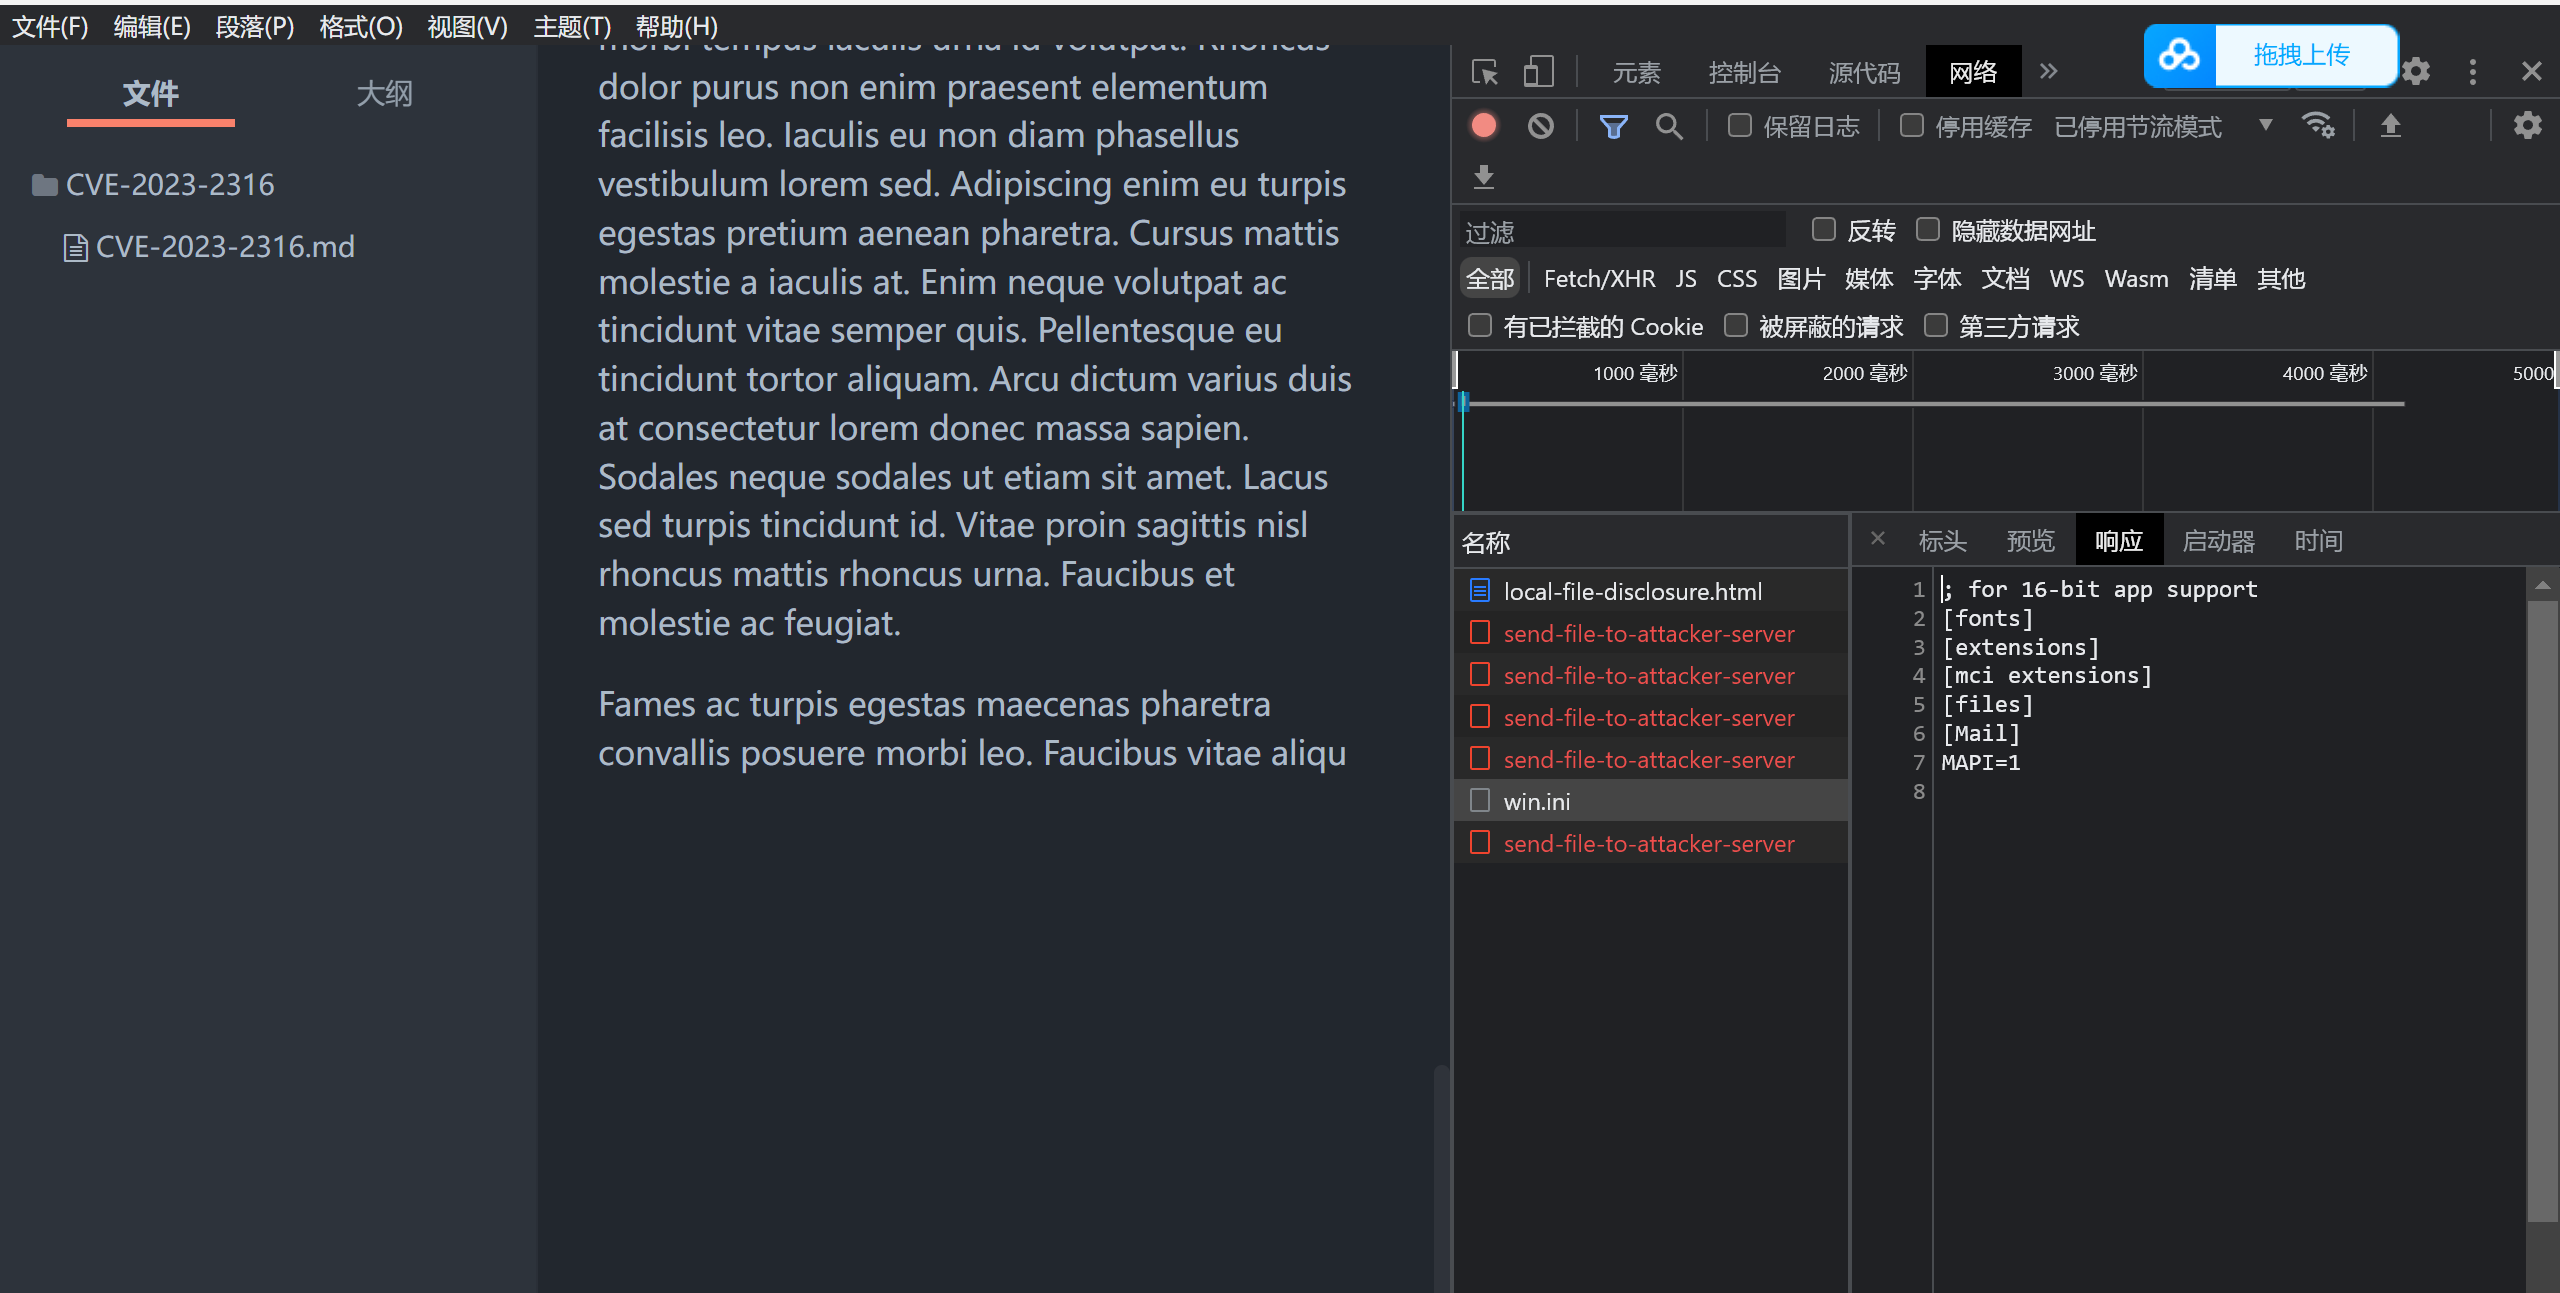 文件(F) 编辑(E) 段落(P) 格式(O) 视图(V) 主题(T) 帮助(H)
文件 大纲
CVE-2023-2316
CVE-2023-2316.md
morbi tempus iaculis urna id volutpat. Rhoncus
dolor purus non enim praesent elementum
facilisis leo. Iaculis eu non diam phasellus
vestibulum lorem sed. Adipiscing enim eu turpis
egestas pretium aenean pharetra. Cursus mattis
molestie a iaculis at. Enim neque volutpat ac
tincidunt vitae semper quis. Pellentesque eu
tincidunt tortor aliquam. Arcu dictum varius duis
at consectetur lorem donec massa sapien.
Sodales neque sodales ut etiam sit amet. Lacus
sed turpis tincidunt id. Vitae proin sagittis nisl
rhoncus mattis rhoncus urna. Faucibus et
molestie ac feugiat.
Fames ac turpis egestas maecenas pharetra
convallis posuere morbi leo. Faucibus vitae aliqu
元素 控制台 源代码 网络 »
拖拽上传
保留日志 停用缓存 已停用节流模式
过滤 反转 隐藏数据网址
全部 Fetch/XHR JS CSS 图片 媒体 字体 文档 WS Wasm 清单 其他
有已拦截的 Cookie 被屏蔽的请求 第三方请求
1000 毫秒 2000 毫秒 3000 毫秒 4000 毫秒 5000
名称
local-file-disclosure.html
send-file-to-attacker-server
send-file-to-attacker-server
send-file-to-attacker-server
send-file-to-attacker-server
win.ini
send-file-to-attacker-server
× 标头 预览 响应 启动器 时间
1 ; for 16-bit app support
2 [fonts]
3 [extensions]
4 [mci extensions]
5 [files]
6 [Mail]
7 MAPI=1
8